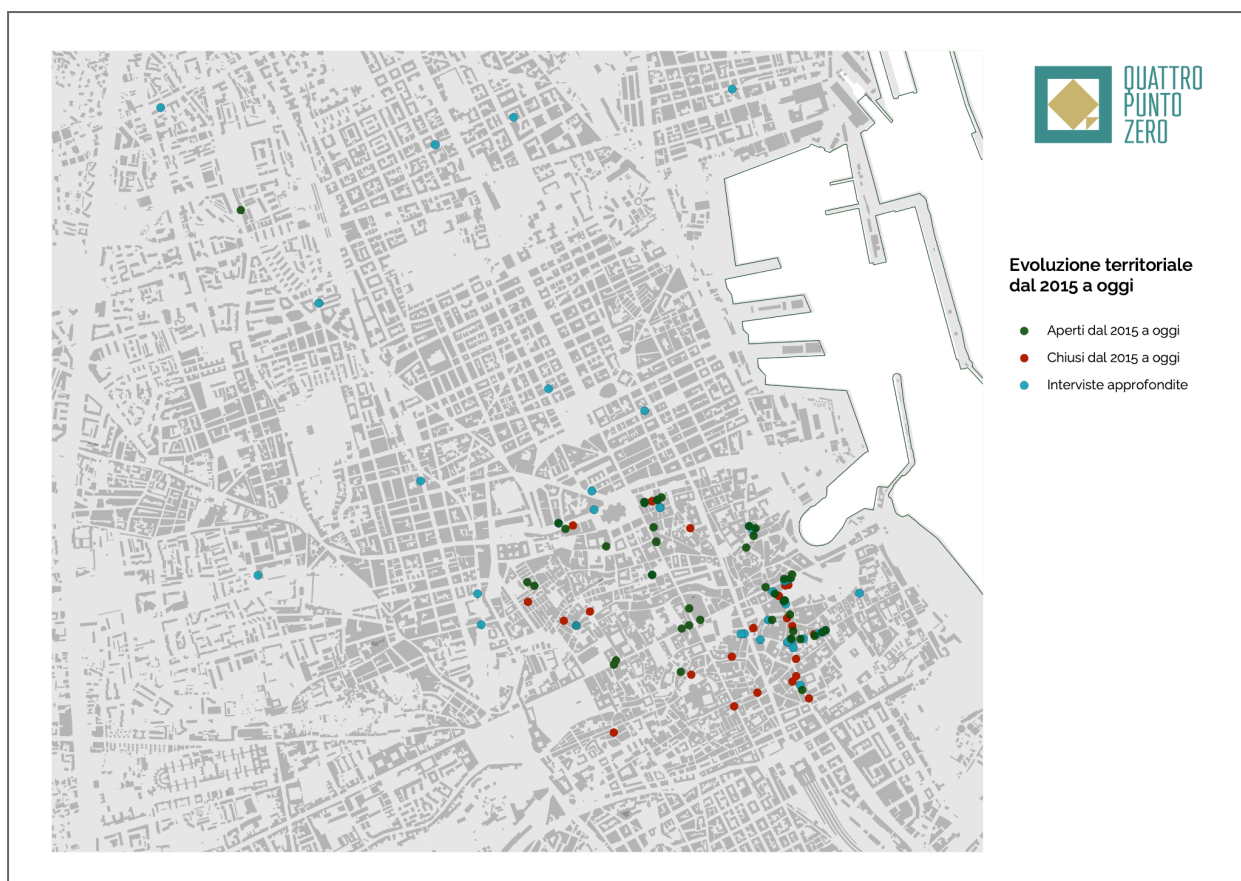 QUATTRO
PUNTO
ZERO
Evoluzione territoriale
dal 2015 a oggi
Aperti dal 2015 a oggi
Chiusi dal 2015 a oggi
Interviste approfondite